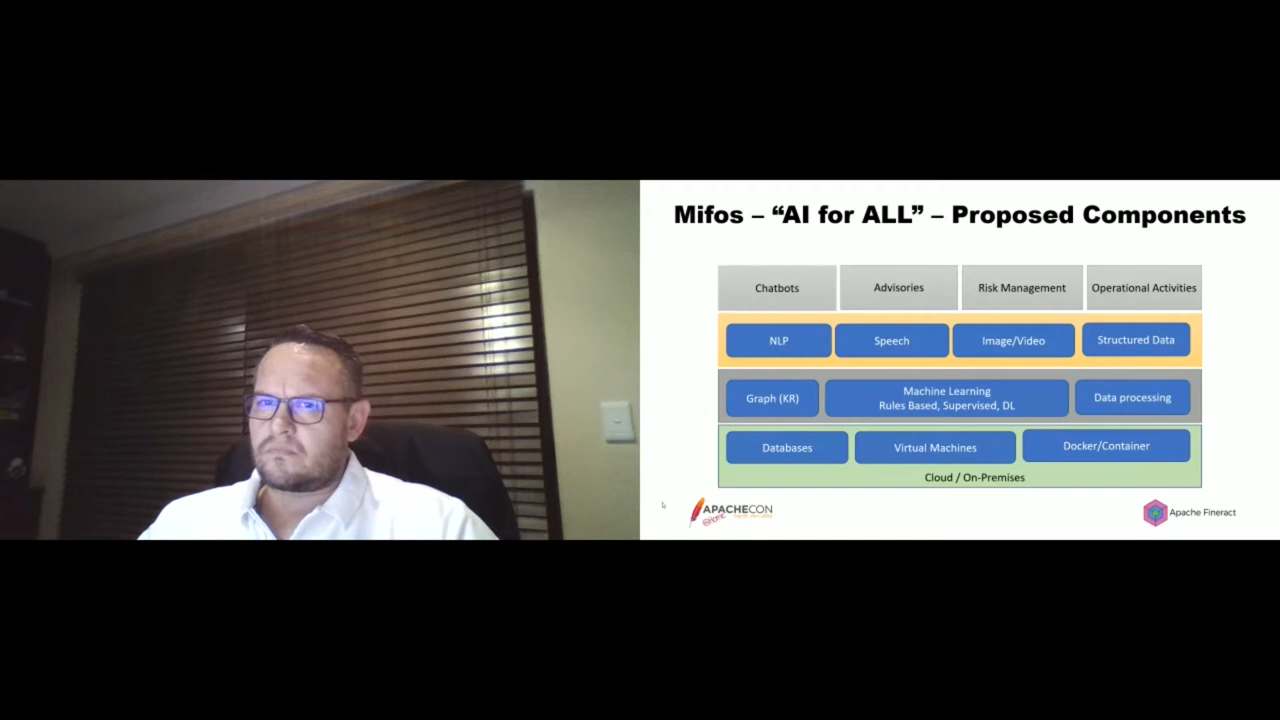 Mifos – “AI for ALL” – Proposed Components
Chatbots
Advisories
Risk Management
Operational Activities
NLP
Speech
Image/Video
Structured Data
Graph (KR)
Machine Learning
Rules Based, Supervised, DL
Data processing
Databases
Virtual Machines
Docker/Container
Cloud / On-Premises
APACHECON
@Home
Apache Fineract